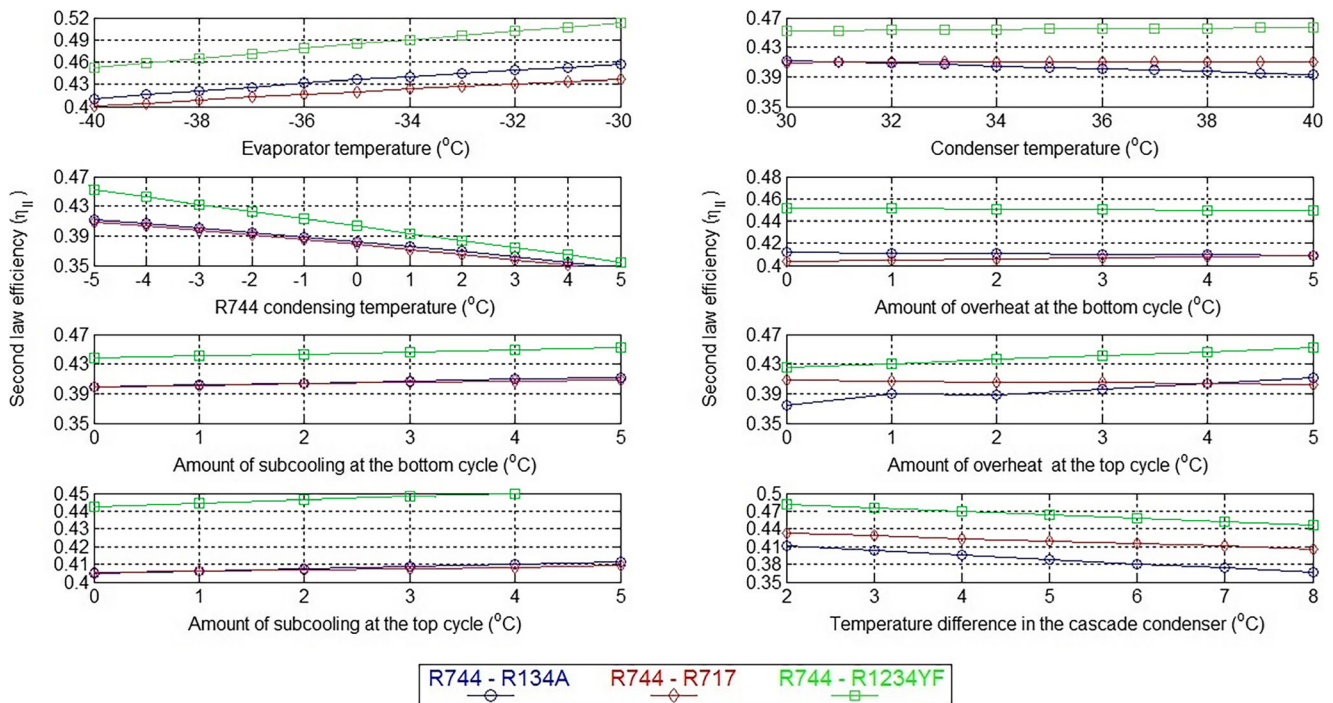 0.52
0.49
0.46
0.43
0.4
-40 -38 -36 -34 -32 -30
Evaporator temperature (°C)
0.47
0.43
0.39
0.35
30 32 34 36 38 40
Condenser temperature (°C)
Second law efficiency (η_II)
0.47
0.43
0.39
0.35
-5 -4 -3 -2 -1 0 1 2 3 4 5
R744 condensing temperature (°C)
Second law efficiency (η_II)
0.48
0.46
0.44
0.42
0.4
0 1 2 3 4 5
Amount of overheat at the bottom cycle (°C)
0.47
0.43
0.39
0.35
0 1 2 3 4 5
Amount of subcooling at the bottom cycle (°C)
0.47
0.43
0.39
0.35
0 1 2 3 4 5
Amount of overheat at the top cycle (°C)
0.45
0.44
0.43
0.42
0.41
0.4
0 1 2 3 4 5
Amount of subcooling at the top cycle (°C)
0.5
0.47
0.44
0.41
0.38
0.35
2 3 4 5 6 7 8
Temperature difference in the cascade condenser (°C)
R744 - R134A R744 - R717 R744 - R1234YF